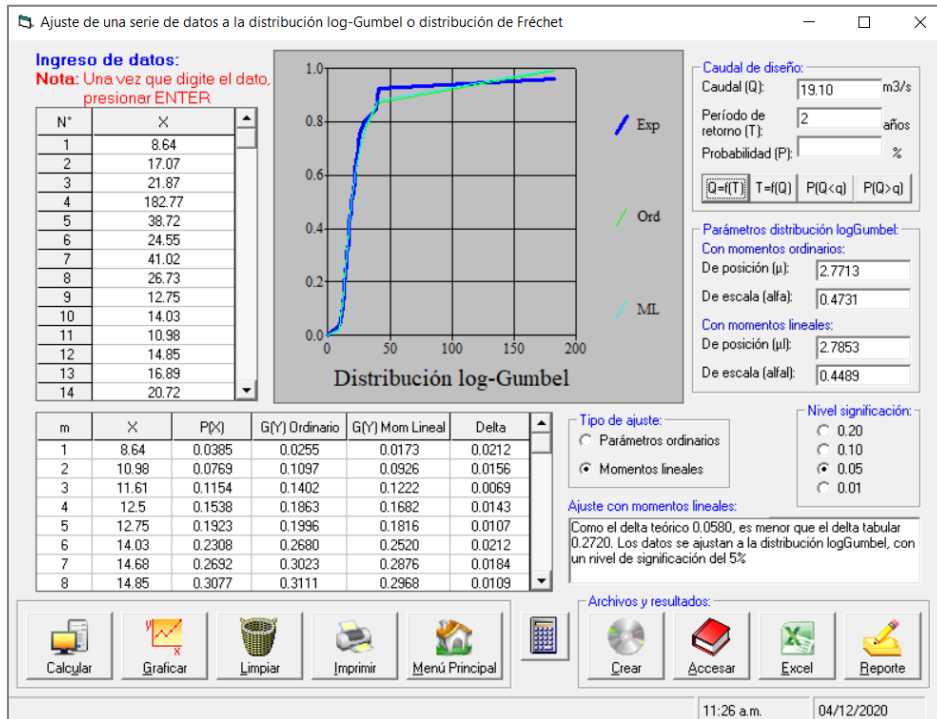 Ajuste de una serie de datos a la distribución log-Gumbel o distribución de Fréchet
Ingreso de datos:
Nota: Una vez que digite el dato,
presionar ENTER
N° X
1 8.64
2 17.07
3 21.87
4 182.77
5 38.72
6 24.55
7 41.02
8 26.73
9 12.75
10 14.03
11 10.98
12 14.85
13 16.89
14 20.72
1.0
0.8
0.6
0.4
0.2
0.0
0 50 100 150 200
Exp
Ord
ML
Distribución log-Gumbel
Caudal de diseño:
Caudal (Q): 19.10 m3/s
Período de
retorno (T): 2 años
Probabilidad (P): %
Q=f(T) T=f(Q) P(Q<q) P(Q>q)
Parámetros distribución logGumbel:
Con momentos ordinarios:
De posición (µ): 2.7713
De escala (alfa): 0.4731
Con momentos lineales:
De posición (µl): 2.7853
De escala (alfal): 0.4489
m X P(X) G(Y) Ordinario G(Y) Mom Lineal Delta
1 8.64 0.0385 0.0255 0.0173 0.0212
2 10.98 0.0769 0.1097 0.0926 0.0156
3 11.61 0.1154 0.1402 0.1222 0.0069
4 12.5 0.1538 0.1863 0.1682 0.0143
5 12.75 0.1923 0.1996 0.1816 0.0107
6 14.03 0.2308 0.2680 0.2520 0.0212
7 14.68 0.2692 0.3023 0.2876 0.0184
8 14.85 0.3077 0.3111 0.2968 0.0109
Tipo de ajuste:
Parámetros ordinarios
Momentos lineales
Nivel significación:
0.20
0.10
0.05
0.01
Ajuste con momentos lineales:
Como el delta teórico 0.0580, es menor que el delta tabular
0.2720. Los datos se ajustan a la distribución logGumbel, con
un nivel de significación del 5%
Calcular Graficar Limpiar Imprimir Menú Principal
Archivos y resultados:
Crear Accesar Excel Reporte
11:26 a.m. 04/12/2020